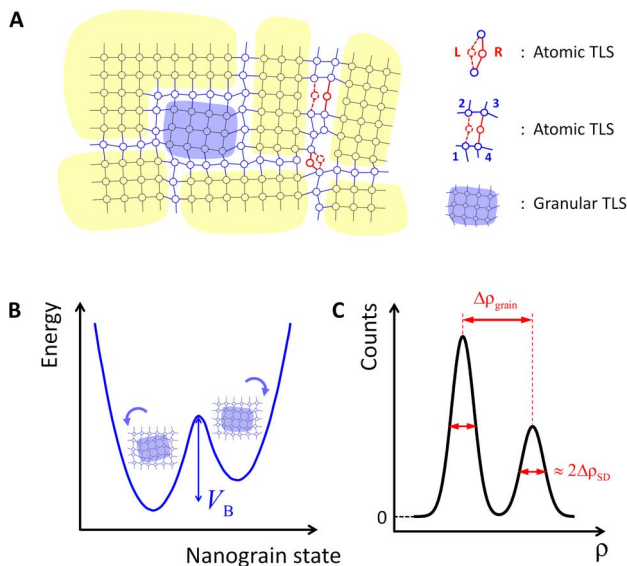 A
L R : Atomic TLS
2 3
: Atomic TLS
1 4
: Granular TLS
B
Energy
V_B
Nanograin state
C
Counts
Δρ_grain
≈ 2Δρ_SD
0
ρ